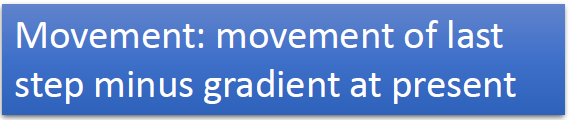 Movement: movement of last
step minus gradient at present